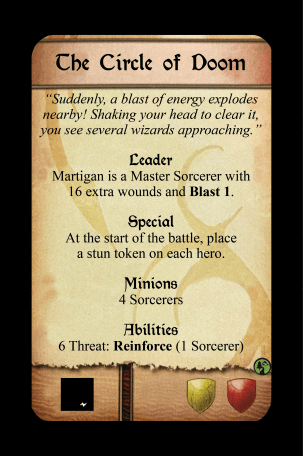 The Circle of Doom
“Suddenly, a blast of energy explodes
nearby! Shaking your head to clear it,
you see several wizards approaching.”
Leader
Martigan is a Master Sorcerer with
16 extra wounds and Blast 1.
Special
At the start of the battle, place
a stun token on each hero.
Minions
4 Sorcerers
Abilities
6 Threat: Reinforce (1 Sorcerer)